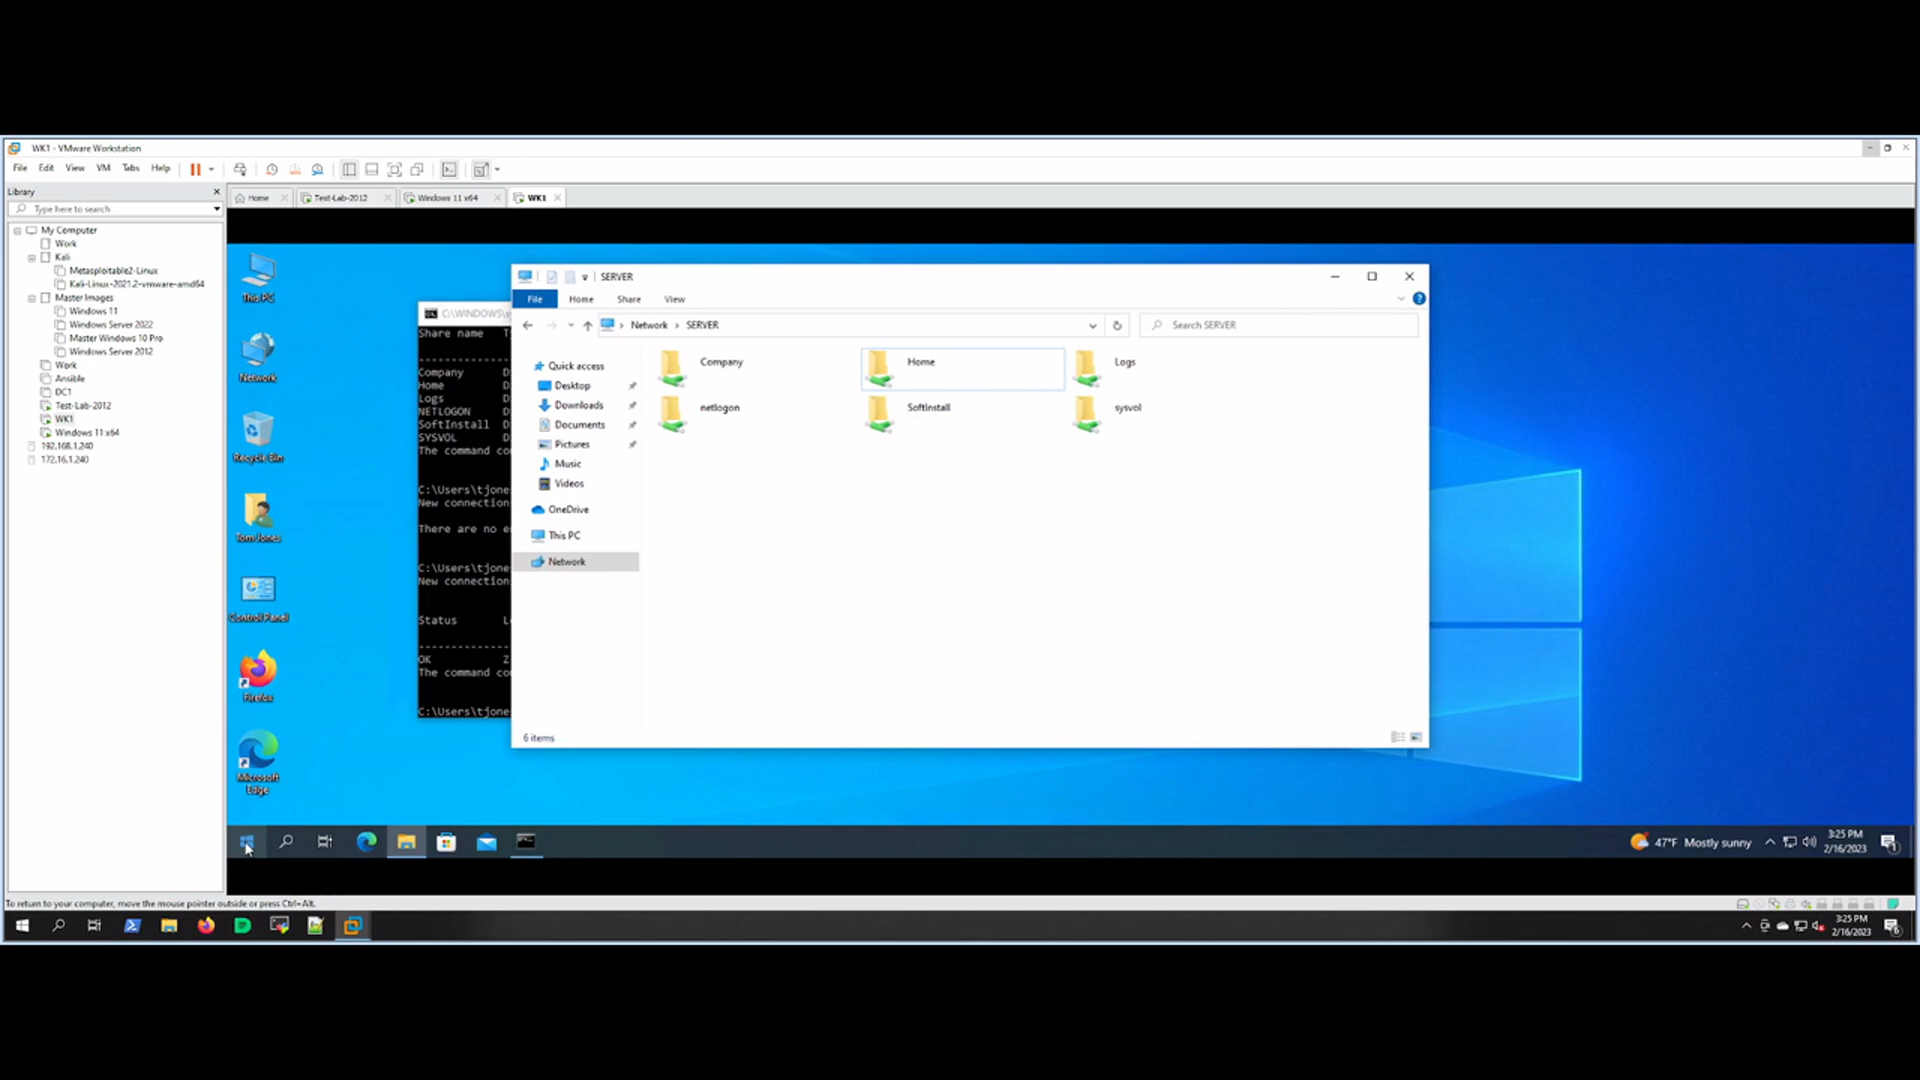 WK1 - VMware Workstation
File Edit View VM Tabs Help
Library
Type here to search
My Computer
Work
Kali
Metasploitable2-Linux
Kali-Linux-2021.2-vmware-amd64
Master Images
Windows 11
Windows Server 2022
Master Windows 10 Pro
Windows Server 2012
Work
Ansible
DC1
Test-Lab-2012
WK1
Windows 11 x64
192.168.1.240
172.16.1.240
Home Test-Lab-2012 Windows 11 x64 WK1
This PC
Network
Recycle Bin
Tom Jones
Control Panel
Firefox
Microsoft
Edge
C:\WINDOWS\s
Share name
Company
Home
Logs
NETLOGON
SoftInstall
SYSVOL
The command co
C:\Users\tjone
New connection
There are no e
C:\Users\tjone
New connection
Status
OK Z
The command co
C:\Users\tjone
SERVER
File Home Share View
Network SERVER
Search SERVER
Quick access
Desktop
Downloads
Documents
Pictures
Music
Videos
OneDrive
This PC
Network
Company Home Logs
netlogon SoftInstall sysvol
6 items
47°F Mostly sunny
3:25 PM
2/16/2023
To return to your computer, move the mouse pointer outside or press Ctrl+Alt.
3:25 PM
2/16/2023